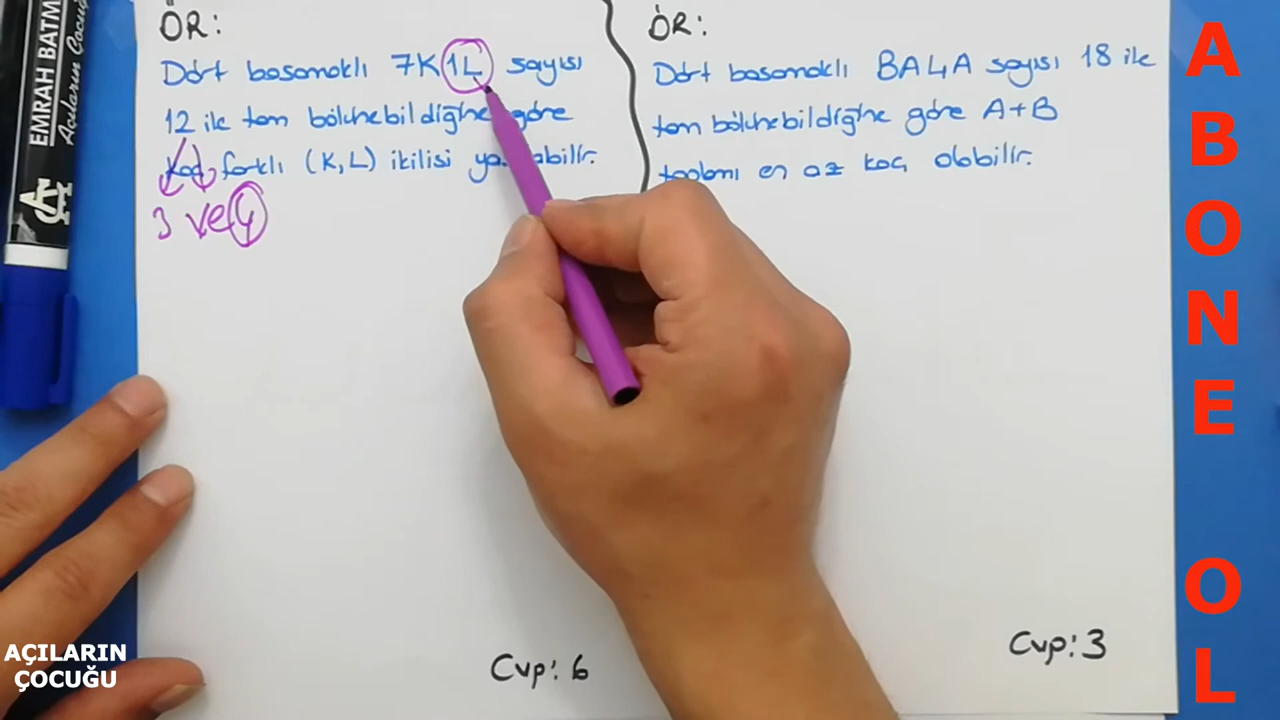 ÖR:
Dört basamaklı 7K1L sayısı
12 ile tam bölünebildiğine göre
kaç farklı (K,L) ikilisi
3 ve 4
Cvp: 6
ÖR:
Dört basamaklı BA4A sayısı 18 ile
tam bölünebildiğine göre A+B
toplamı en az kaç olabilir.
Cvp: 3
EMRAH BATM
Açıların Çocuğu
AÇILARIN
ÇOCUĞU
ABONE
OL